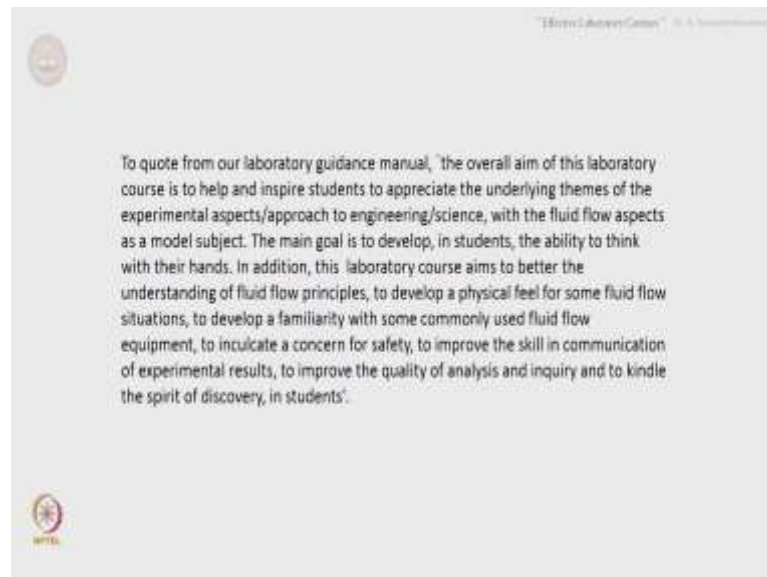 "Effective Laboratory Courses"
To quote from our laboratory guidance manual, `the overall aim of this laboratory
course is to help and inspire students to appreciate the underlying themes of the
experimental aspects/approach to engineering/science, with the fluid flow aspects
as a model subject. The main goal is to develop, in students, the ability to think
with their hands. In addition, this laboratory course aims to better the
understanding of fluid flow principles, to develop a physical feel for some fluid flow
situations, to develop a familiarity with some commonly used fluid flow
equipment, to inculcate a concern for safety, to improve the skill in communication
of experimental results, to improve the quality of analysis and inquiry and to kindle
the spirit of discovery, in students'.
NPTEL